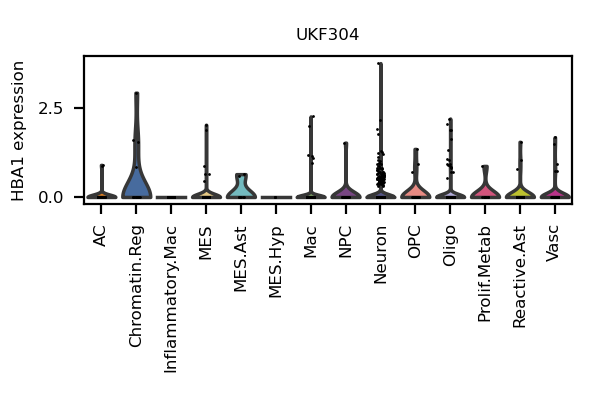 UKF304
HBA1 expression
2.5
0.0
AC
Chromatin.Reg
Inflammatory.Mac
MES
MES.Ast
MES.Hyp
Mac
NPC
Neuron
OPC
Oligo
Prolif.Metab
Reactive.Ast
Vasc